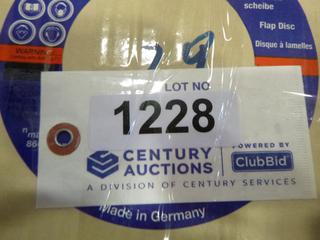 scheibe
Flap Disc
Disque à lamelles
WARNING
29
LOT NO
1228
CENTURY
AUCTIONS
POWERED BY
ClubBid
A DIVISION OF CENTURY SERVICES
Made in Germany